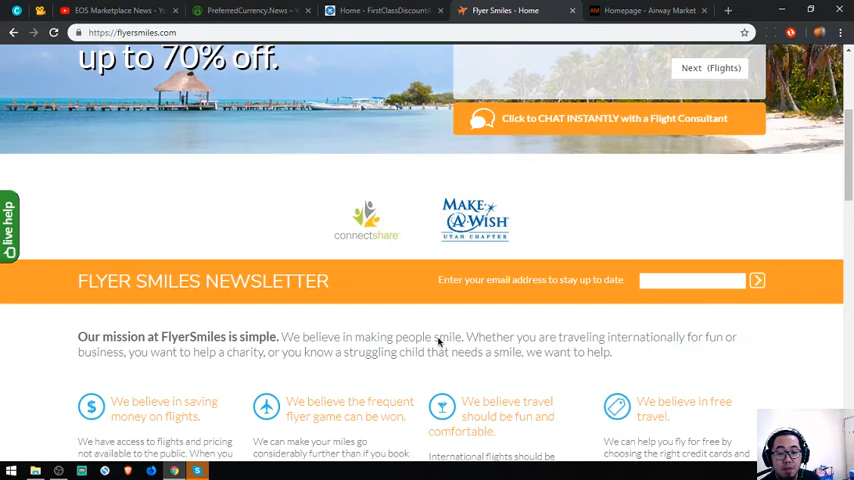 EOS Marketplace News - Yo
PreferredCurrency.News -
Home - FirstClassDiscount
Flyer Smiles - Home
Homepage - Airway Market
https://flyersmiles.com
up to 70% off.
Next (Flights)
Click to CHAT INSTANTLY with a Flight Consultant
live help
connectshare
MAKE
A WISH
UTAH CHAPTER
FLYER SMILES NEWSLETTER
Enter your email address to stay up to date
Our mission at FlyerSmiles is simple. We believe in making people smile. Whether you are traveling internationally for fun or
business, you want to help a charity, or you know a struggling child that needs a smile, we want to help.
We believe in saving
money on flights.
We have access to flights and pricing
not available to the public. When you
We believe the frequent
flyer game can be won.
We can make your miles go
considerably further than if you book
We believe travel
should be fun and
comfortable.
International flights should be
We believe in free
travel.
We can help you fly for free by
choosing the right credit cards and